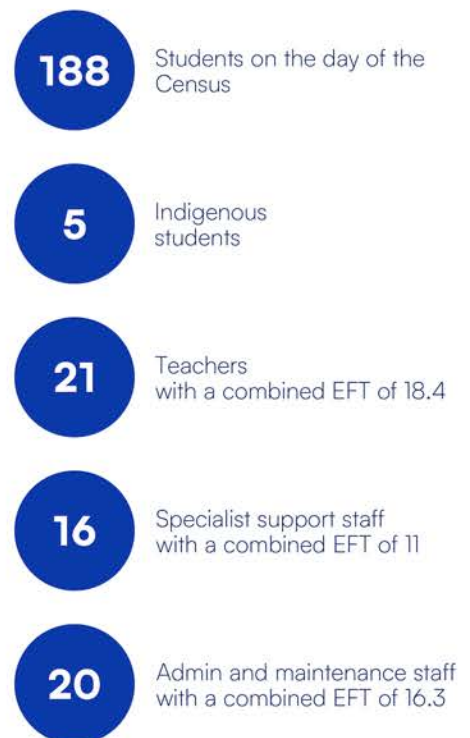 188
Students on the day of the
Census
5
Indigenous
students
21
Teachers
with a combined EFT of 18.4
16
Specialist support staff
with a combined EFT of 11
20
Admin and maintenance staff
with a combined EFT of 16.3